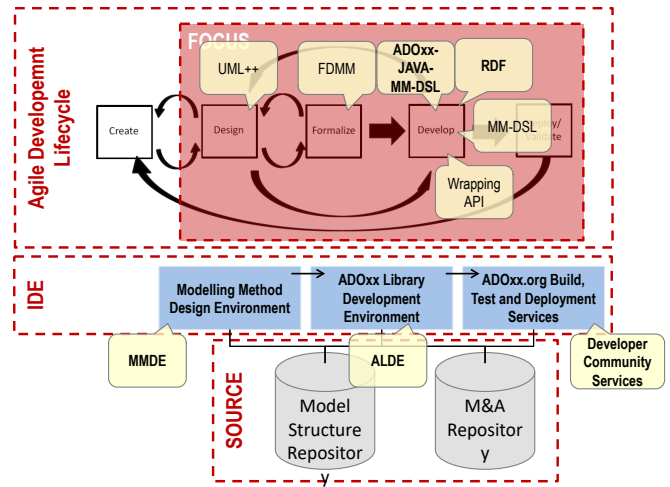 Agile Developemnt
Lifecycle
FOCUS
UML++
FDMM
ADOxx-
JAVA-
MM-DSL
RDF
Create
Design
Formalize
Develop
MM-DSL
/
Validate
Wrapping
API
IDE
Modelling Method
Design Environment
ADOxx Library
Development
Environment
ADOxx.org Build,
Test and Deployment
Services
MMDE
ALDE
Developer
Community
Services
SOURCE
Model
Structure
Repositor
y
M&A
Repositor
y